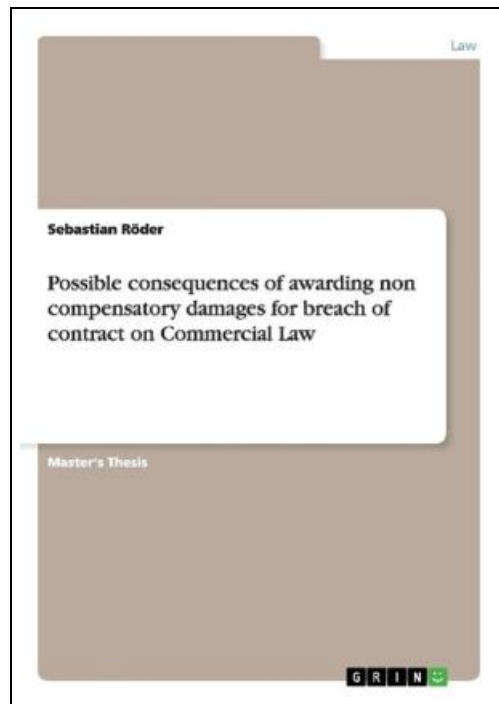 Law
Sebastian Röder
Possible consequences of awarding non
compensatory damages for breach of
contract on Commercial Law
Master's Thesis
GRIN